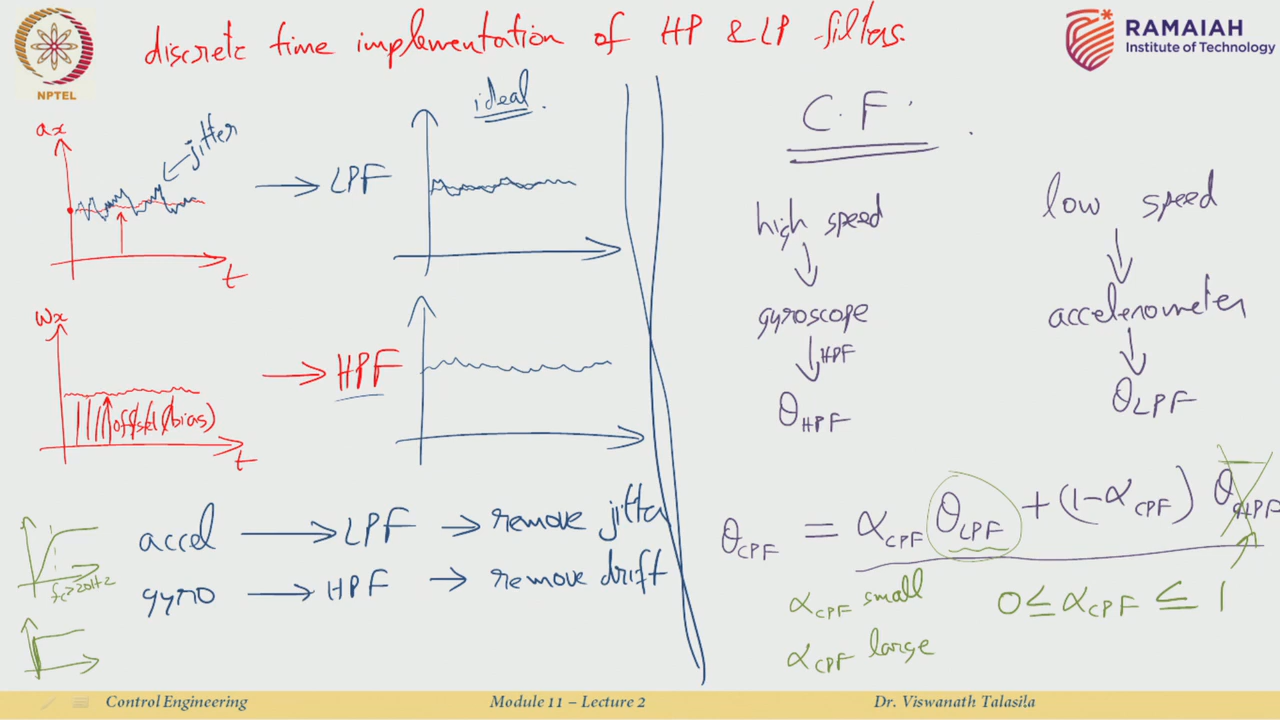 NPTEL
RAMAIAH
Institute of Technology
discrete time implementation of HP & LP filters.
ax
jitter
t
LPF
ideal.
wx
offset (bias)
t
HPF
accel → LPF → remove jitter
gyro → HPF → remove drift
fc>20Hz
C.F.
high speed
gyroscope
HPF
θHPF
low speed
accelerometer
θLPF
θCPF = αCPF θLPF + (1-αCPF) θ
αCPF small
0 ≤ αCPF ≤ 1
αCPF large
Control Engineering
Module 11 – Lecture 2
Dr. Viswanath Talasila